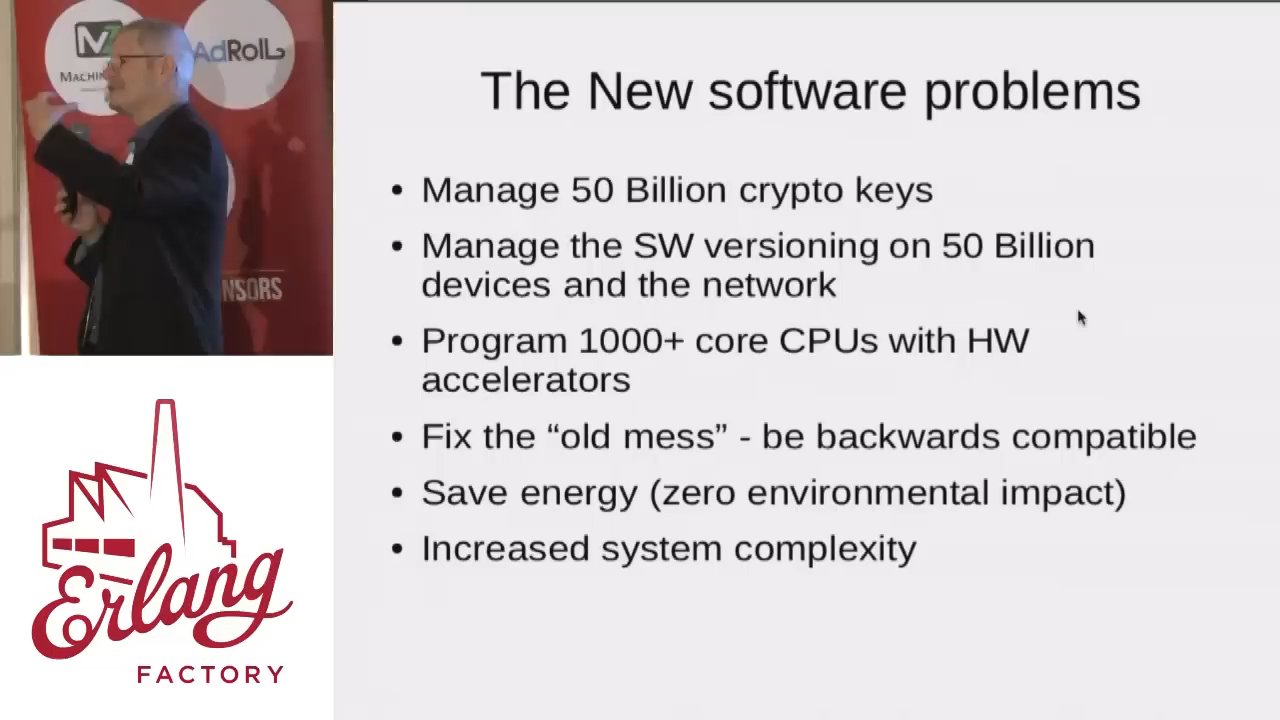 AdRoll
NSORS
The New software problems
• Manage 50 Billion crypto keys
• Manage the SW versioning on 50 Billion
devices and the network
• Program 1000+ core CPUs with HW
accelerators
• Fix the “old mess” - be backwards compatible
• Save energy (zero environmental impact)
• Increased system complexity
Erlang
FACTORY